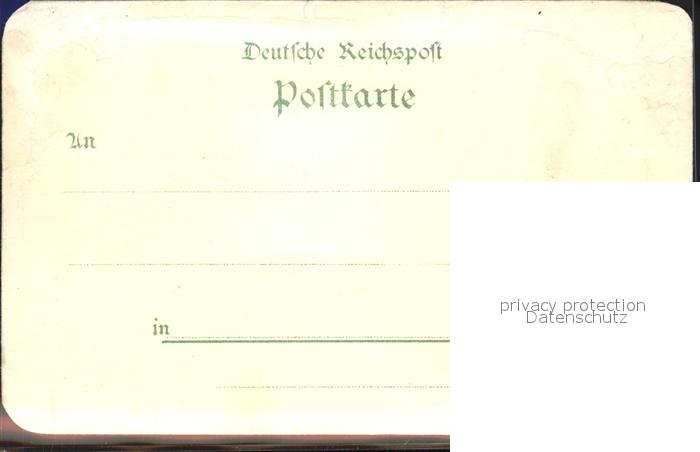 Deutſche Reichspoſt
Poſtkarte
An
in
privacy protection
Datenschutz